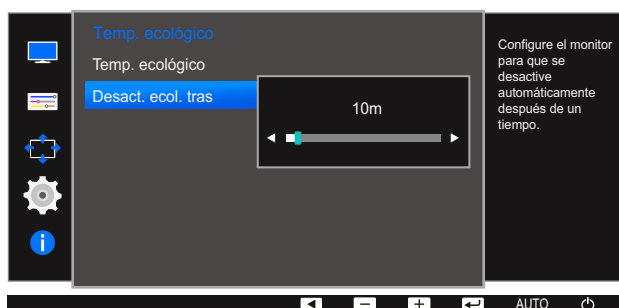 Temp. ecológico
Temp. ecológico
Desact. ecol. tras
10m
Configure el monitor
para que se
desactive
automáticamente
después de un
tiempo.
AUTO